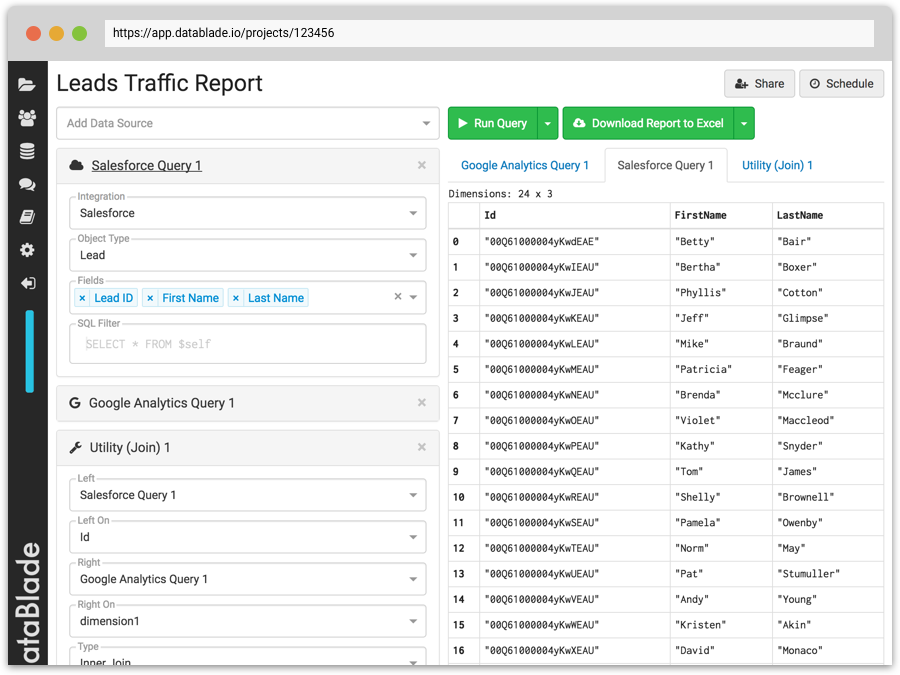 https://app.datablade.io/projects/123456
Leads Traffic Report
Share
Schedule
Add Data Source
Run Query
Download Report to Excel
Salesforce Query 1
Integration
Salesforce
Object Type
Lead
Fields
× Lead ID × First Name × Last Name
SQL Filter
SELECT * FROM $self
Google Analytics Query 1
Utility (Join) 1
Left
Salesforce Query 1
Left On
Id
Right
Google Analytics Query 1
Right On
dimension1
Type
Inner Join
Google Analytics Query 1 Salesforce Query 1 Utility (Join) 1
Dimensions: 24 x 3
Id FirstName LastName
0 "00Q61000004yKwdEAE" "Betty" "Bair"
1 "00Q61000004yKwIEAU" "Bertha" "Boxer"
2 "00Q61000004yKwJEAU" "Phyllis" "Cotton"
3 "00Q61000004yKwKEAU" "Jeff" "Glimpse"
4 "00Q61000004yKwLEAU" "Mike" "Braund"
5 "00Q61000004yKwMEAU" "Patricia" "Feager"
6 "00Q61000004yKwNEAU" "Brenda" "Mcclure"
7 "00Q61000004yKwOEAU" "Violet" "Maccleod"
8 "00Q61000004yKwPEAU" "Kathy" "Snyder"
9 "00Q61000004yKwQEAU" "Tom" "James"
10 "00Q61000004yKwREAU" "Shelly" "Brownell"
11 "00Q61000004yKwSEAU" "Pamela" "Owenby"
12 "00Q61000004yKwTEAU" "Norm" "May"
13 "00Q61000004yKwUEAU" "Pat" "Stumuller"
14 "00Q61000004yKwVEAU" "Andy" "Young"
15 "00Q61000004yKwWEAU" "Kristen" "Akin"
16 "00Q61000004yKwXEAU" "David" "Monaco"
ataBlade